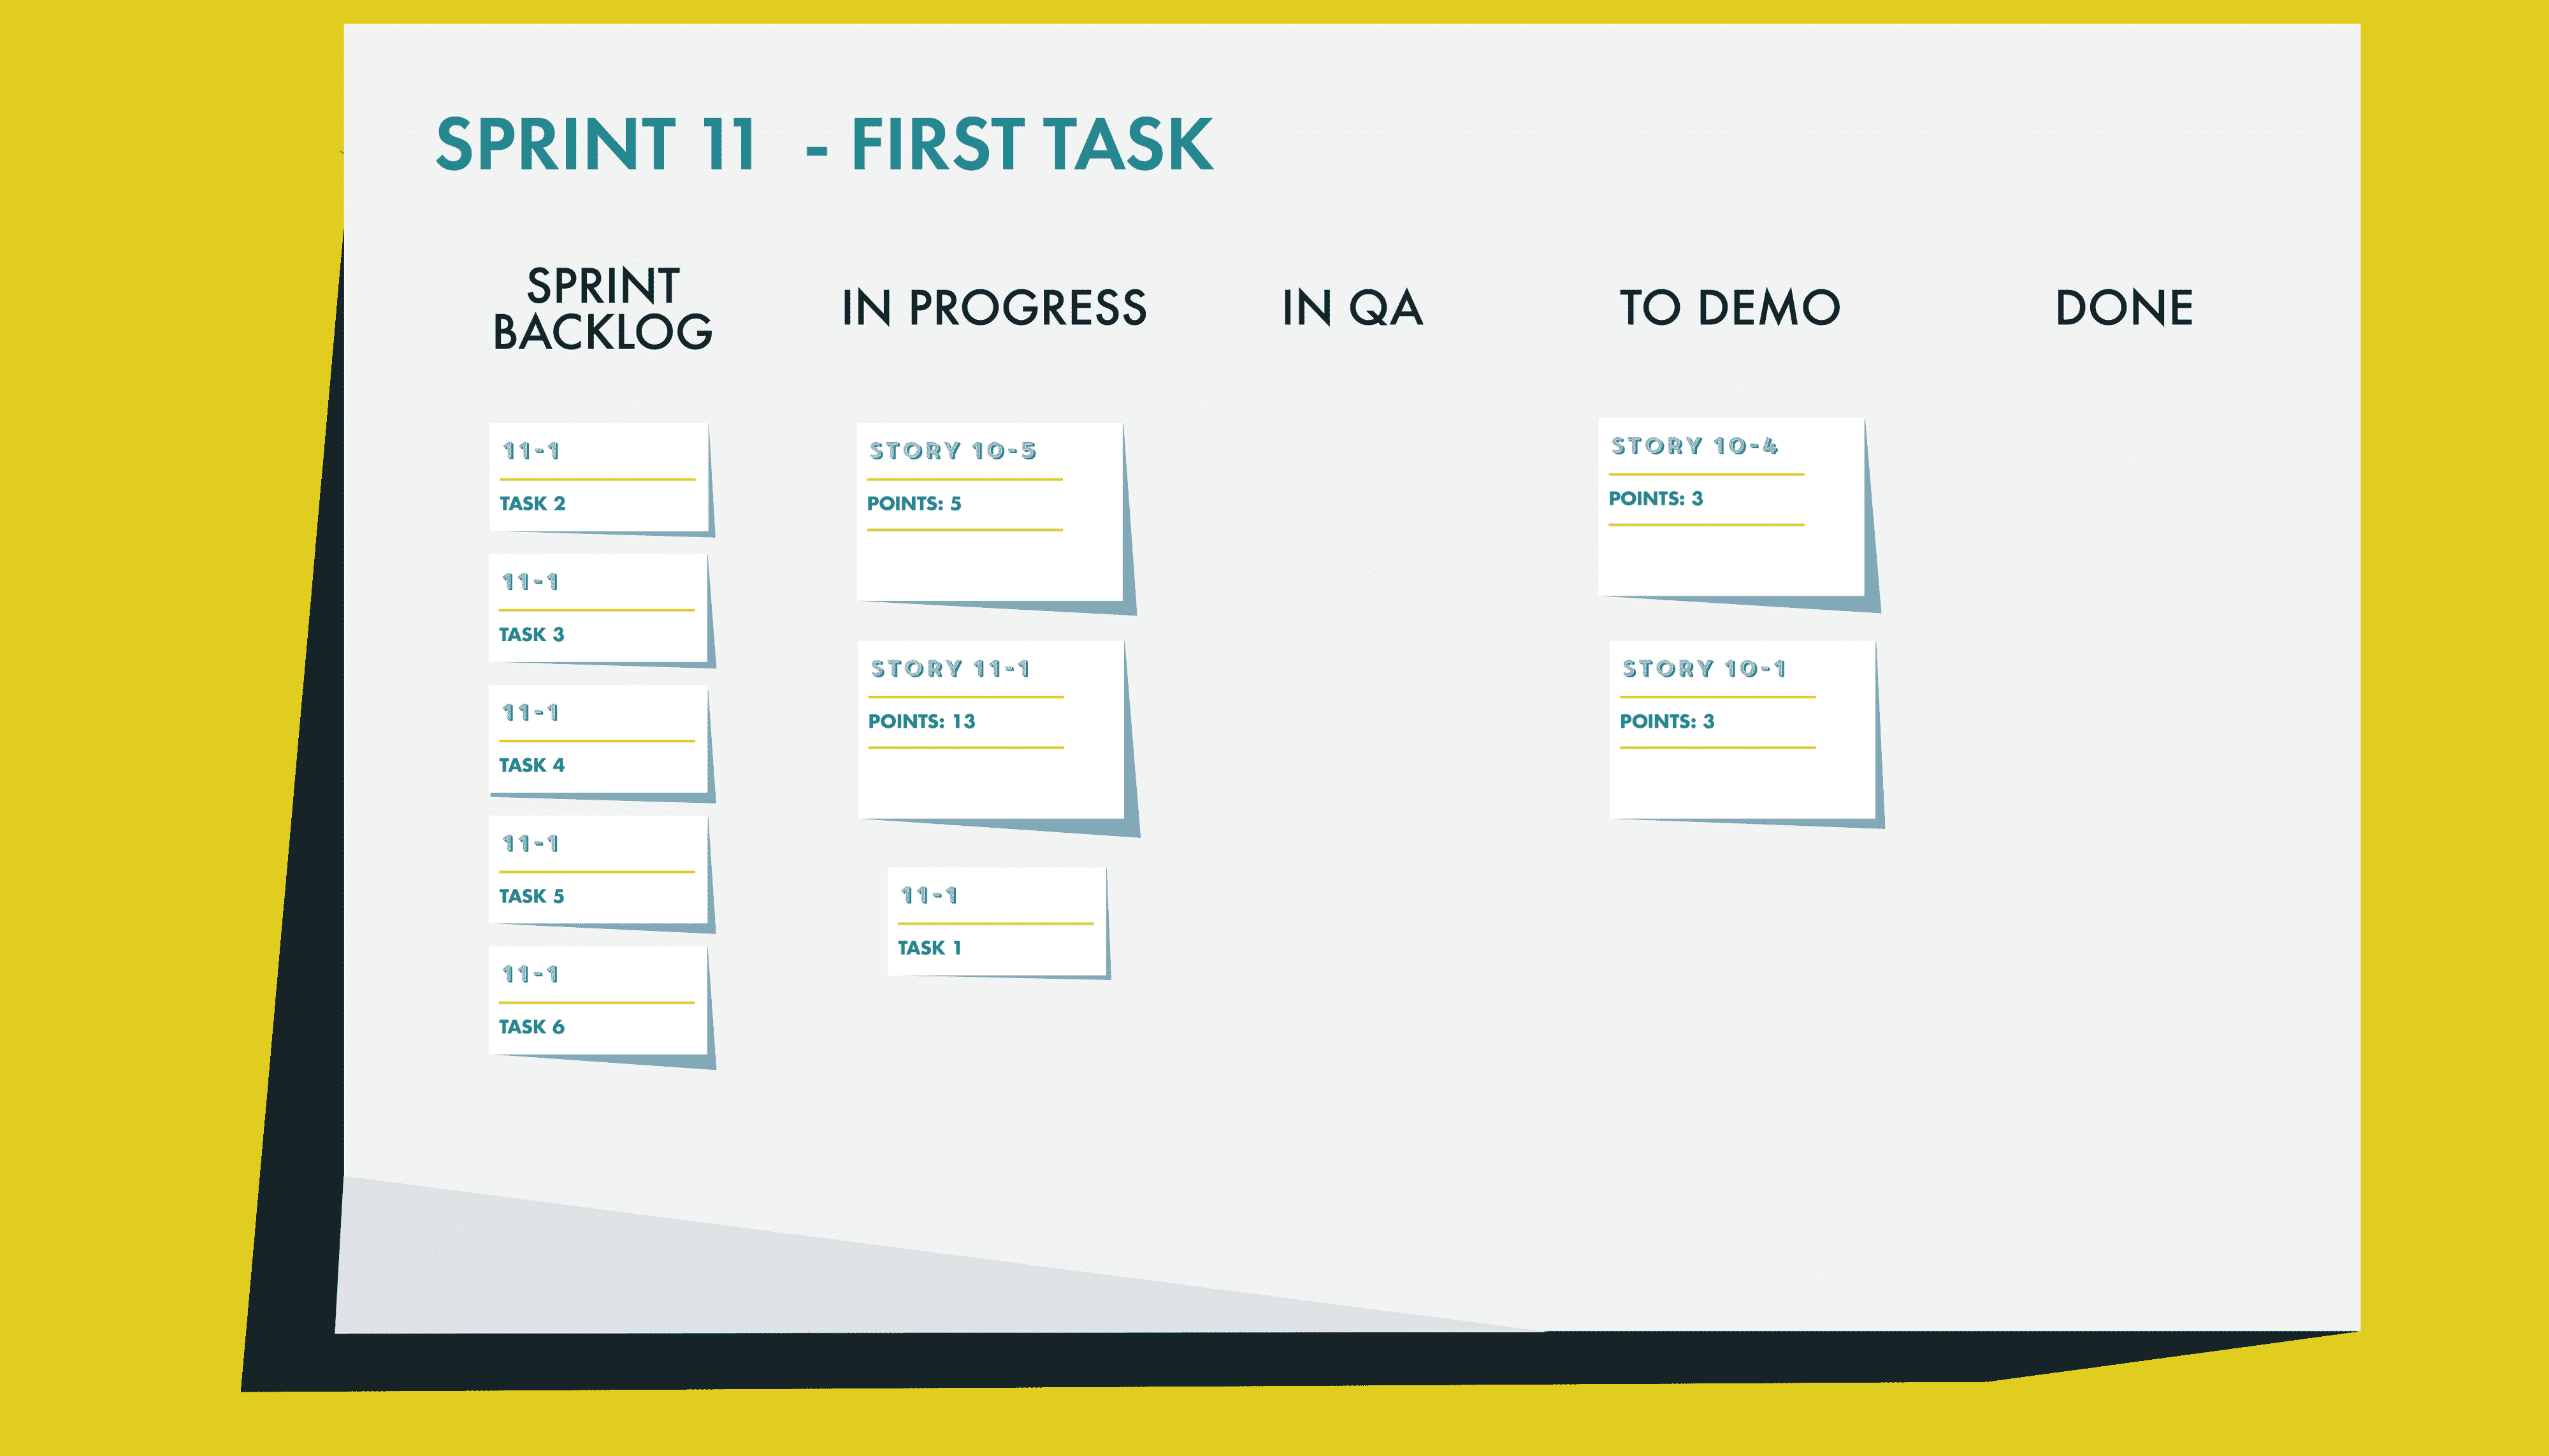 SPRINT 11 - FIRST TASK
SPRINT
BACKLOG
11-1
TASK 2
11-1
TASK 3
11-1
TASK 4
11-1
TASK 5
11-1
TASK 6
IN PROGRESS
STORY 10-5
POINTS: 5
STORY 11-1
POINTS: 13
11-1
TASK 1
IN QA
TO DEMO
STORY 10-4
POINTS: 3
STORY 10-1
POINTS: 3
DONE